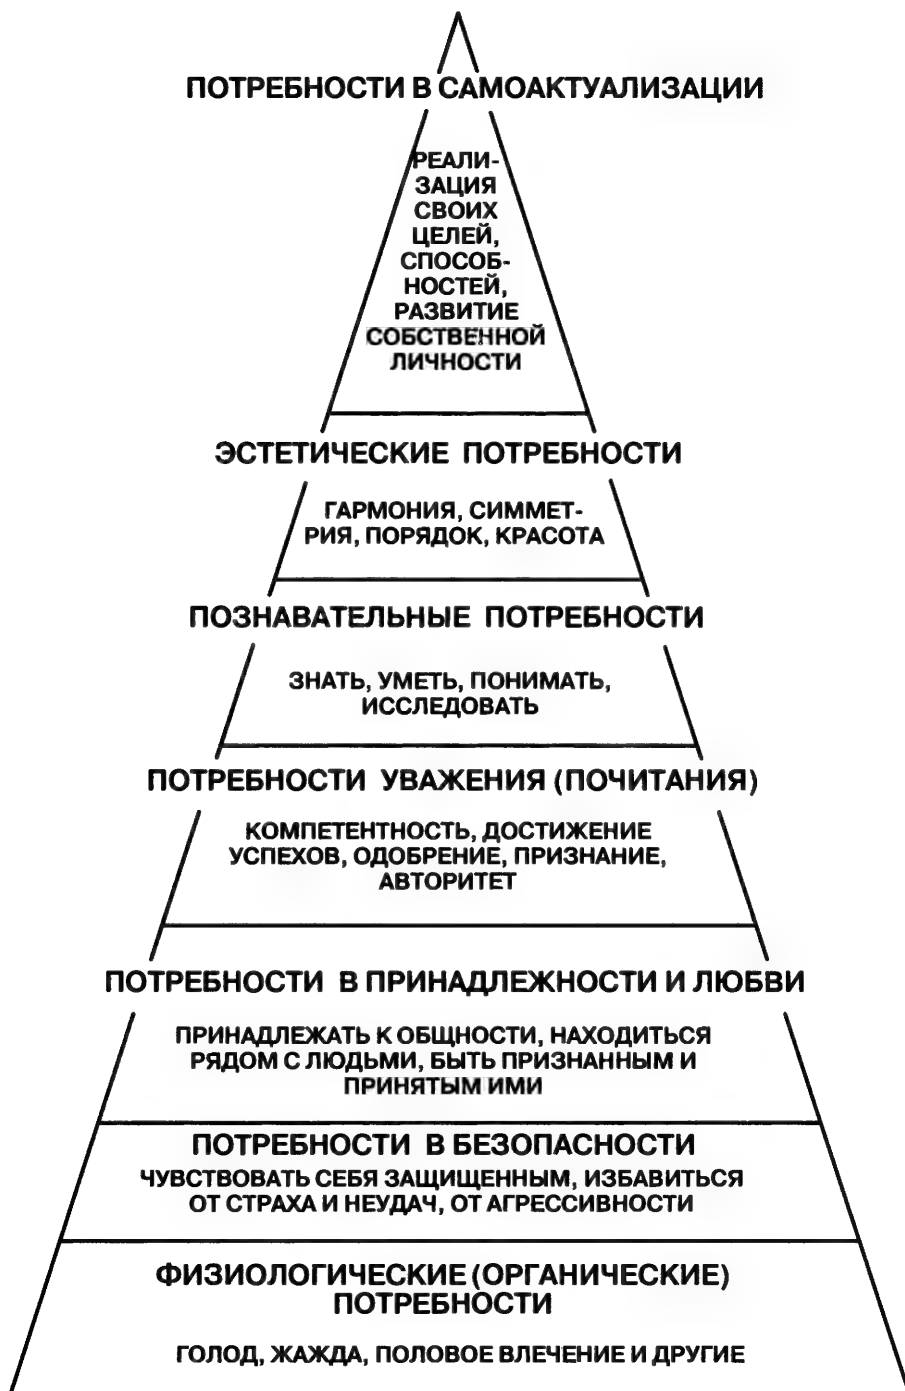 ПОТРЕБНОСТИ В САМОАКТУАЛИЗАЦИИ
РЕАЛИ-
ЗАЦИЯ
СВОИХ
ЦЕЛЕЙ,
СПОСОБ-
НОСТЕЙ,
РАЗВИТИЕ
СОБСТВЕННОЙ
ЛИЧНОСТИ
ЭСТЕТИЧЕСКИЕ ПОТРЕБНОСТИ
ГАРМОНИЯ, СИММЕТ-
РИЯ, ПОРЯДОК, КРАСОТА
ПОЗНАВАТЕЛЬНЫЕ ПОТРЕБНОСТИ
ЗНАТЬ, УМЕТЬ, ПОНИМАТЬ,
ИССЛЕДОВАТЬ
ПОТРЕБНОСТИ УВАЖЕНИЯ (ПОЧИТАНИЯ)
КОМПЕТЕНТНОСТЬ, ДОСТИЖЕНИЕ
УСПЕХОВ, ОДОБРЕНИЕ, ПРИЗНАНИЕ,
АВТОРИТЕТ
ПОТРЕБНОСТИ В ПРИНАДЛЕЖНОСТИ И ЛЮБВИ
ПРИНАДЛЕЖАТЬ К ОБЩНОСТИ, НАХОДИТЬСЯ
РЯДОМ С ЛЮДЬМИ, БЫТЬ ПРИЗНАННЫМ И
ПРИНЯТЫМ ИМИ
ПОТРЕБНОСТИ В БЕЗОПАСНОСТИ
ЧУВСТВОВАТЬ СЕБЯ ЗАЩИЩЕННЫМ, ИЗБАВИТЬСЯ
ОТ СТРАХА И НЕУДАЧ, ОТ АГРЕССИВНОСТИ
ФИЗИОЛОГИЧЕСКИЕ (ОРГАНИЧЕСКИЕ)
ПОТРЕБНОСТИ
ГОЛОД, ЖАЖДА, ПОЛОВОЕ ВЛЕЧЕНИЕ И ДРУГИЕ